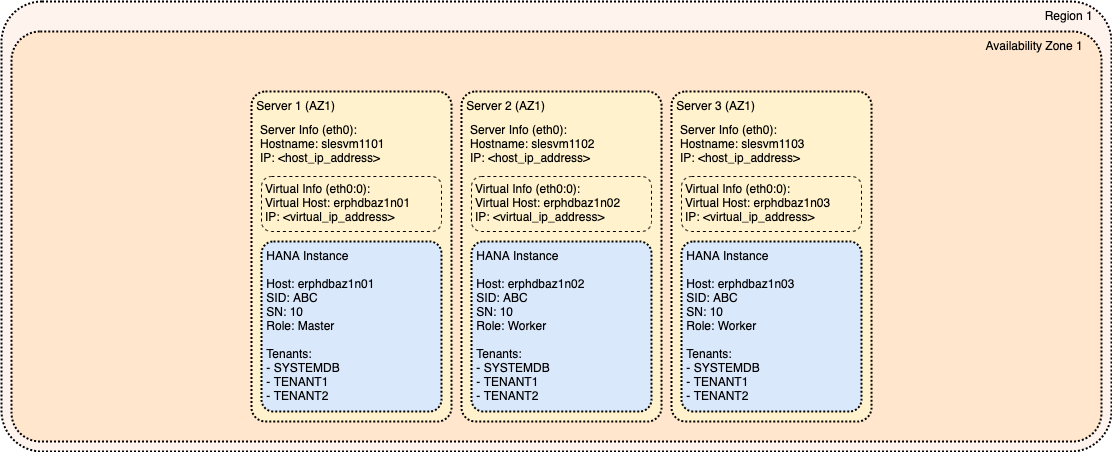 Region 1
Availability Zone 1
Server 1 (AZ1)
Server Info (eth0):
Hostname: slesvm1101
IP: <host_ip_address>
Virtual Info (eth0:0):
Virtual Host: erphdbaz1n01
IP: <virtual_ip_address>
HANA Instance
Host: erphdbaz1n01
SID: ABC
SN: 10
Role: Master
Tenants:
- SYSTEMDB
- TENANT1
- TENANT2
Server 2 (AZ1)
Server Info (eth0):
Hostname: slesvm1102
IP: <host_ip_address>
Virtual Info (eth0:0):
Virtual Host: erphdbaz1n02
IP: <virtual_ip_address>
HANA Instance
Host: erphdbaz1n02
SID: ABC
SN: 10
Role: Worker
Tenants:
- SYSTEMDB
- TENANT1
- TENANT2
Server 3 (AZ1)
Server Info (eth0):
Hostname: slesvm1103
IP: <host_ip_address>
Virtual Info (eth0:0):
Virtual Host: erphdbaz1n03
IP: <virtual_ip_address>
HANA Instance
Host: erphdbaz1n03
SID: ABC
SN: 10
Role: Worker
Tenants:
- SYSTEMDB
- TENANT1
- TENANT2